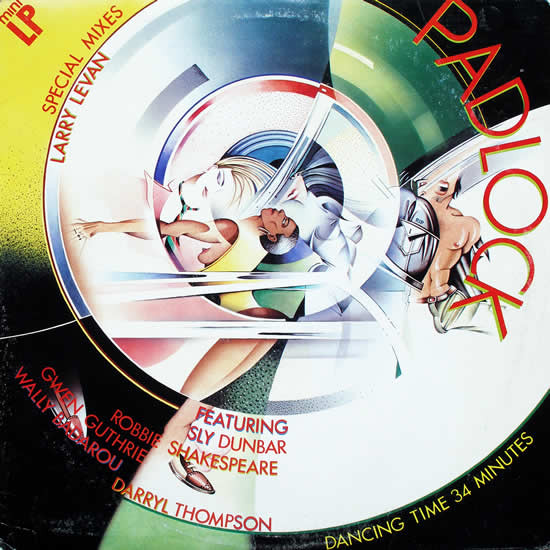 mini
LP
SPECIAL MIXES
LARRY LEVAN
PADLOCK
FEATURING
SLY DUNBAR
ROBBIE SHAKESPEARE
GWEN GUTHRIE
WALLY BADAROU
DARRYL THOMPSON
DANCING TIME 34 MINUTES